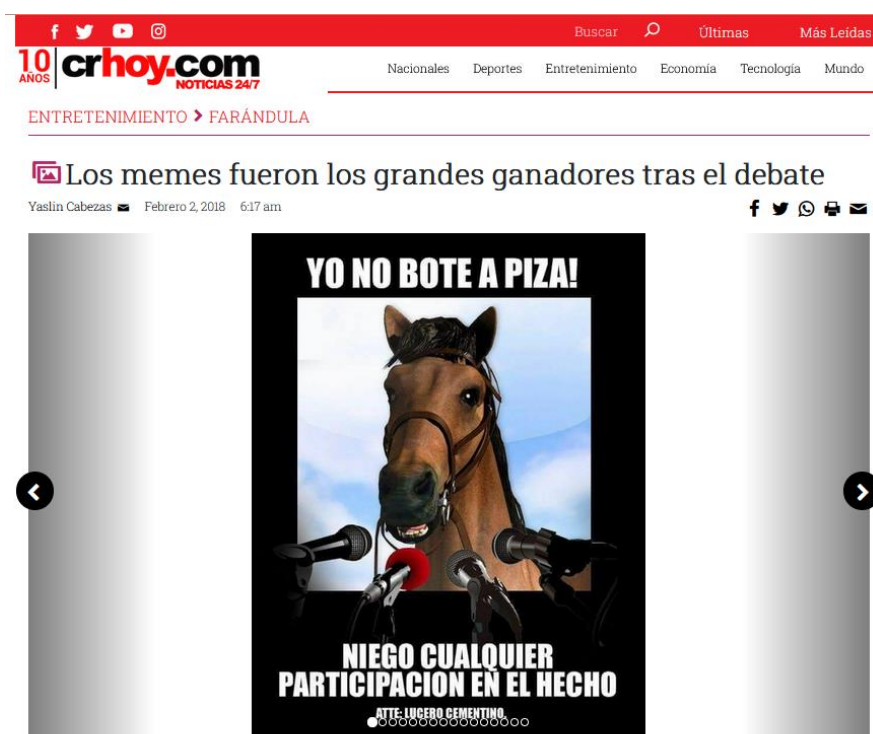 Buscar
Últimas
Más Leídas
10
AÑOS
crhoy.com
NOTICIAS 24/7
Nacionales
Deportes
Entretenimiento
Economía
Tecnología
Mundo
ENTRETENIMIENTO > FARÁNDULA
Los memes fueron los grandes ganadores tras el debate
Yaslin Cabezas
Febrero 2, 2018
6:17 am
YO NO BOTE A PIZA!
NIEGO CUALQUIER
PARTICIPACION EN EL HECHO
ATTE: LUCERO CEMENTINO.